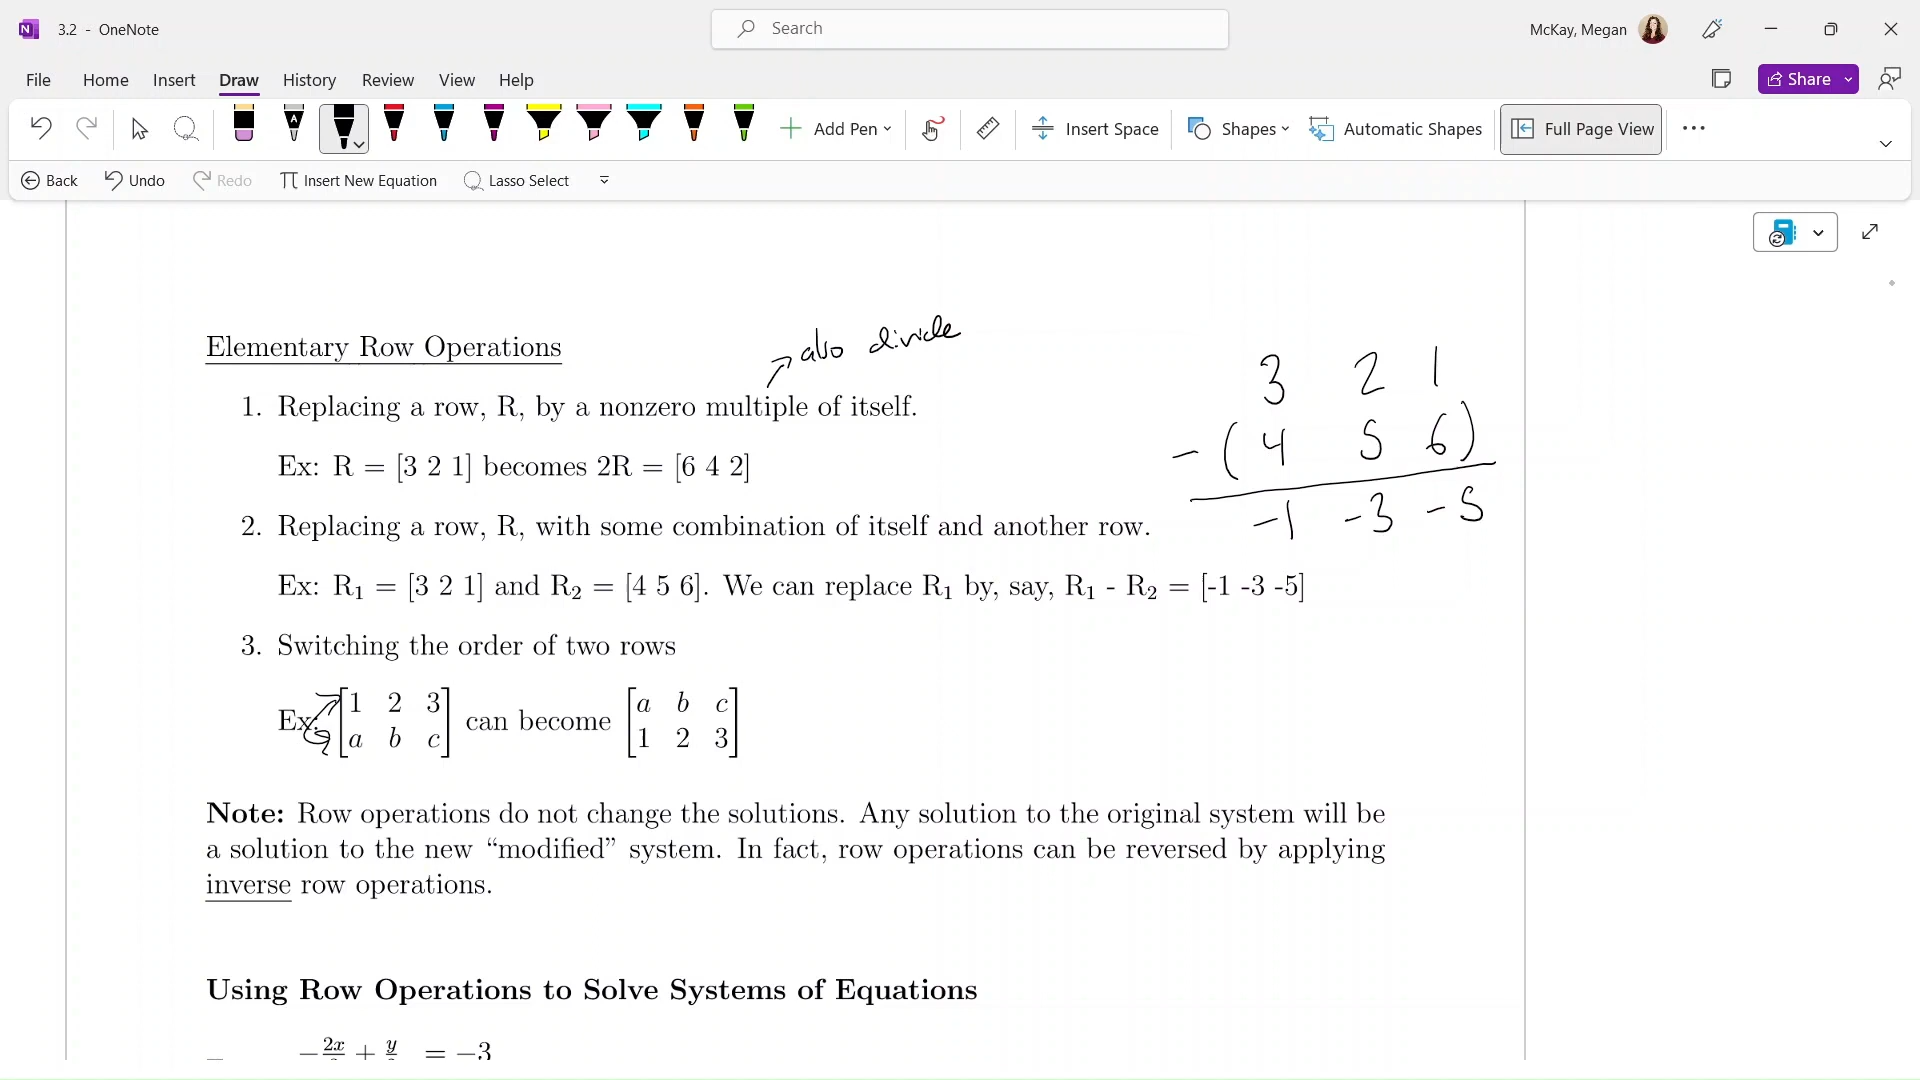 3.2 - OneNote
Search
McKay, Megan
File Home Insert Draw History Review View Help
Share
A
Add Pen
Insert Space
Shapes
Automatic Shapes
Full Page View
Back Undo Redo Insert New Equation Lasso Select
Elementary Row Operations
also divide
1. Replacing a row, R, by a nonzero multiple of itself.
Ex: R = [3 2 1] becomes 2R = [6 4 2]
3 2 1
- (4 5 6)
-1 -3 -5
2. Replacing a row, R, with some combination of itself and another row.
Ex: R₁ = [3 2 1] and R₂ = [4 5 6]. We can replace R₁ by, say, R₁ - R₂ = [-1 -3 -5]
3. Switching the order of two rows
Ex: [1 2 3 / a b c] can become [a b c / 1 2 3]
Note: Row operations do not change the solutions. Any solution to the original system will be
a solution to the new “modified” system. In fact, row operations can be reversed by applying
inverse row operations.
Using Row Operations to Solve Systems of Equations
−2x + y = −3